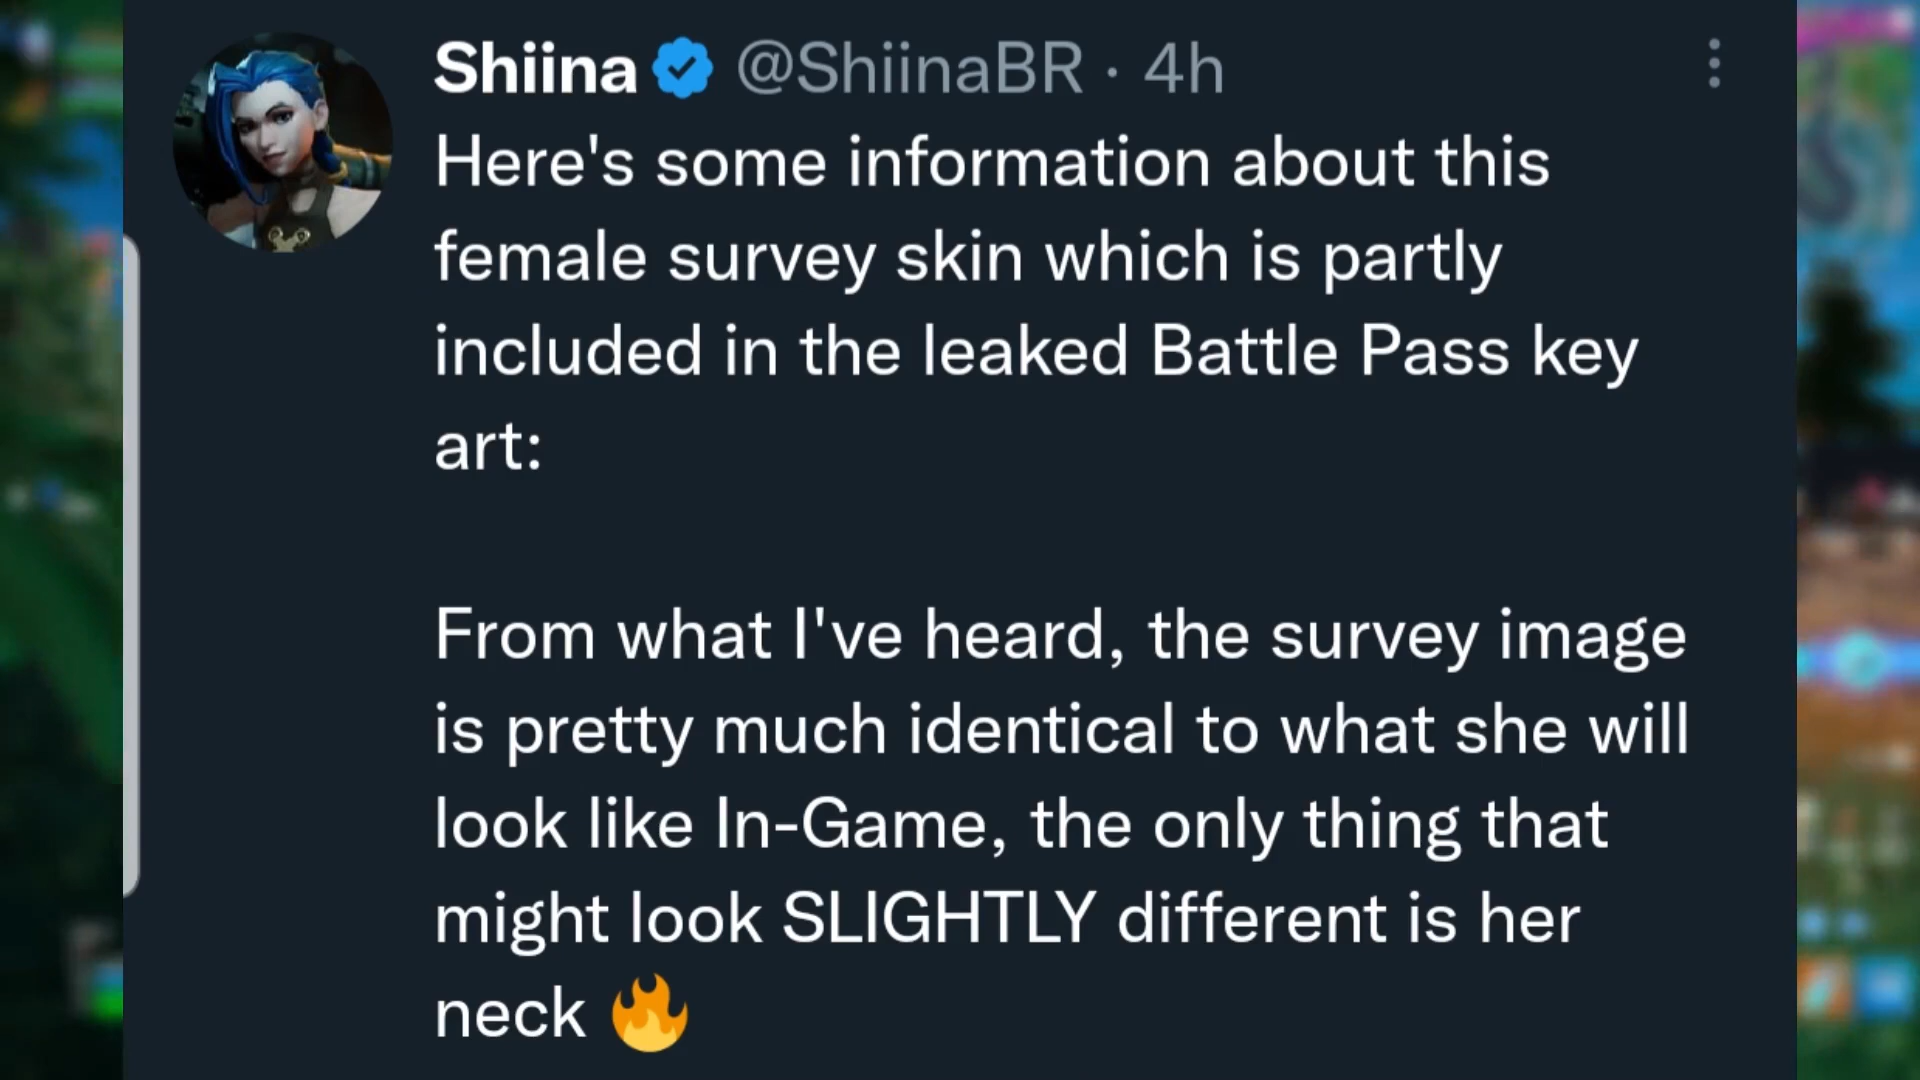 Shiina @ShiinaBR · 4h
Here's some information about this
female survey skin which is partly
included in the leaked Battle Pass key
art:
From what I've heard, the survey image
is pretty much identical to what she will
look like In-Game, the only thing that
might look SLIGHTLY different is her
neck 🔥